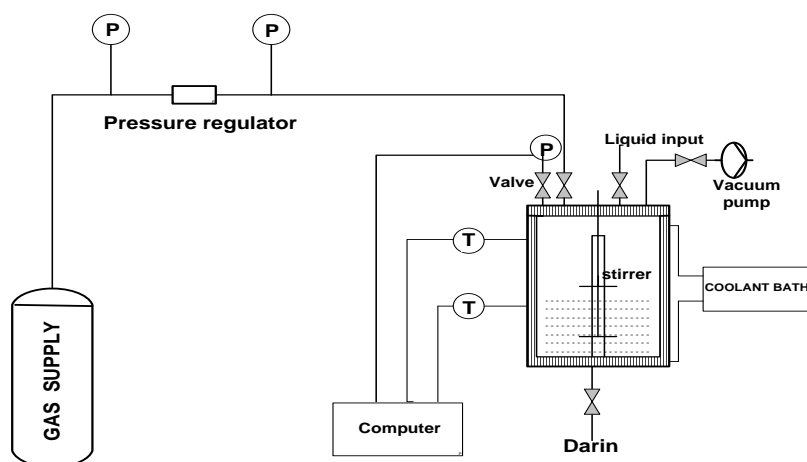 P
P
Pressure regulator
P
Liquid input
Valve
Vacuum
pump
T
stirrer
T
COOLANT BATH
GAS SUPPLY
Computer
Darin